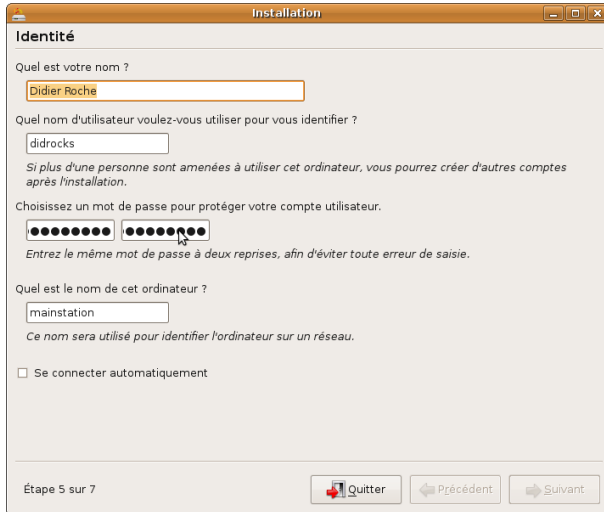 Installation
Identité
Quel est votre nom ?
Didier Roche
Quel nom d'utilisateur voulez-vous utiliser pour vous identifier ?
didrocks
Si plus d'une personne sont amenées à utiliser cet ordinateur, vous pourrez créer d'autres comptes
après l'installation.
Choisissez un mot de passe pour protéger votre compte utilisateur.
Entrez le même mot de passe à deux reprises, afin d'éviter toute erreur de saisie.
Quel est le nom de cet ordinateur ?
mainstation
Ce nom sera utilisé pour identifier l'ordinateur sur un réseau.
Se connecter automatiquement
Étape 5 sur 7 Quitter Précédent Suivant